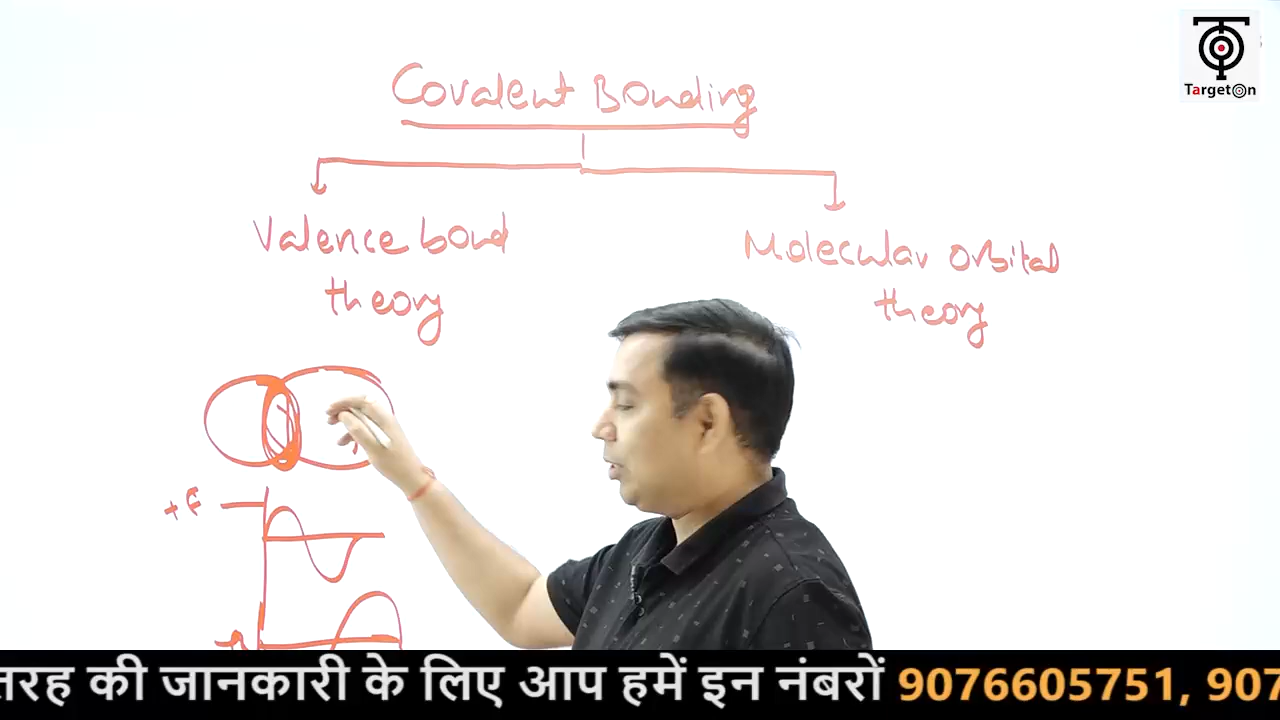 TargetOn
Covalent Bonding
Valence bond
theory
Molecular orbital
theory
तरह की जानकारी के लिए आप हमें इन नंबरों 9076605751, 907